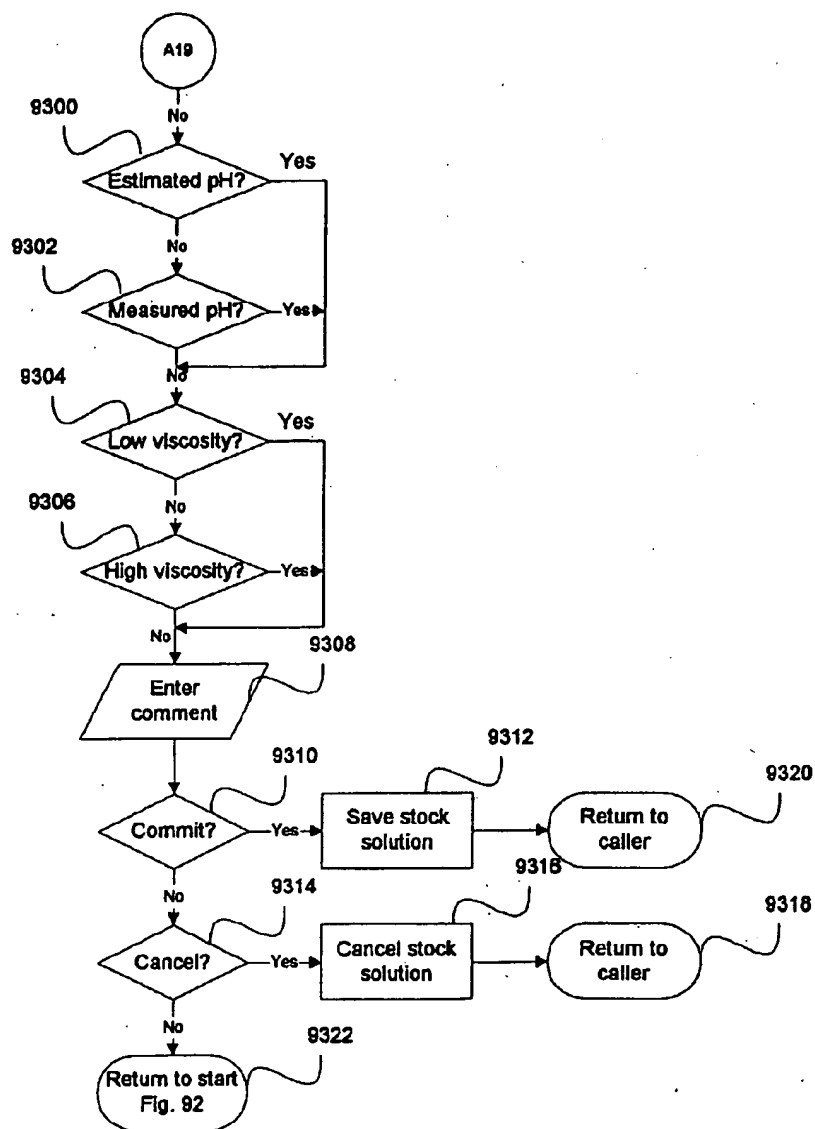 A19
No
9300
Yes
Estimated pH?
No
9302
Measured pH?
Yes
No
9304
Yes
Low viscosity?
No
9306
High viscosity?
Yes
No
9308
Enter
comment
9310
9312
9320
Commit?
Yes
Save stock
solution
Return to
caller
No
9314
9316
9318
Cancel?
Yes
Cancel stock
solution
Return to
caller
No
9322
Return to start
Fig. 92